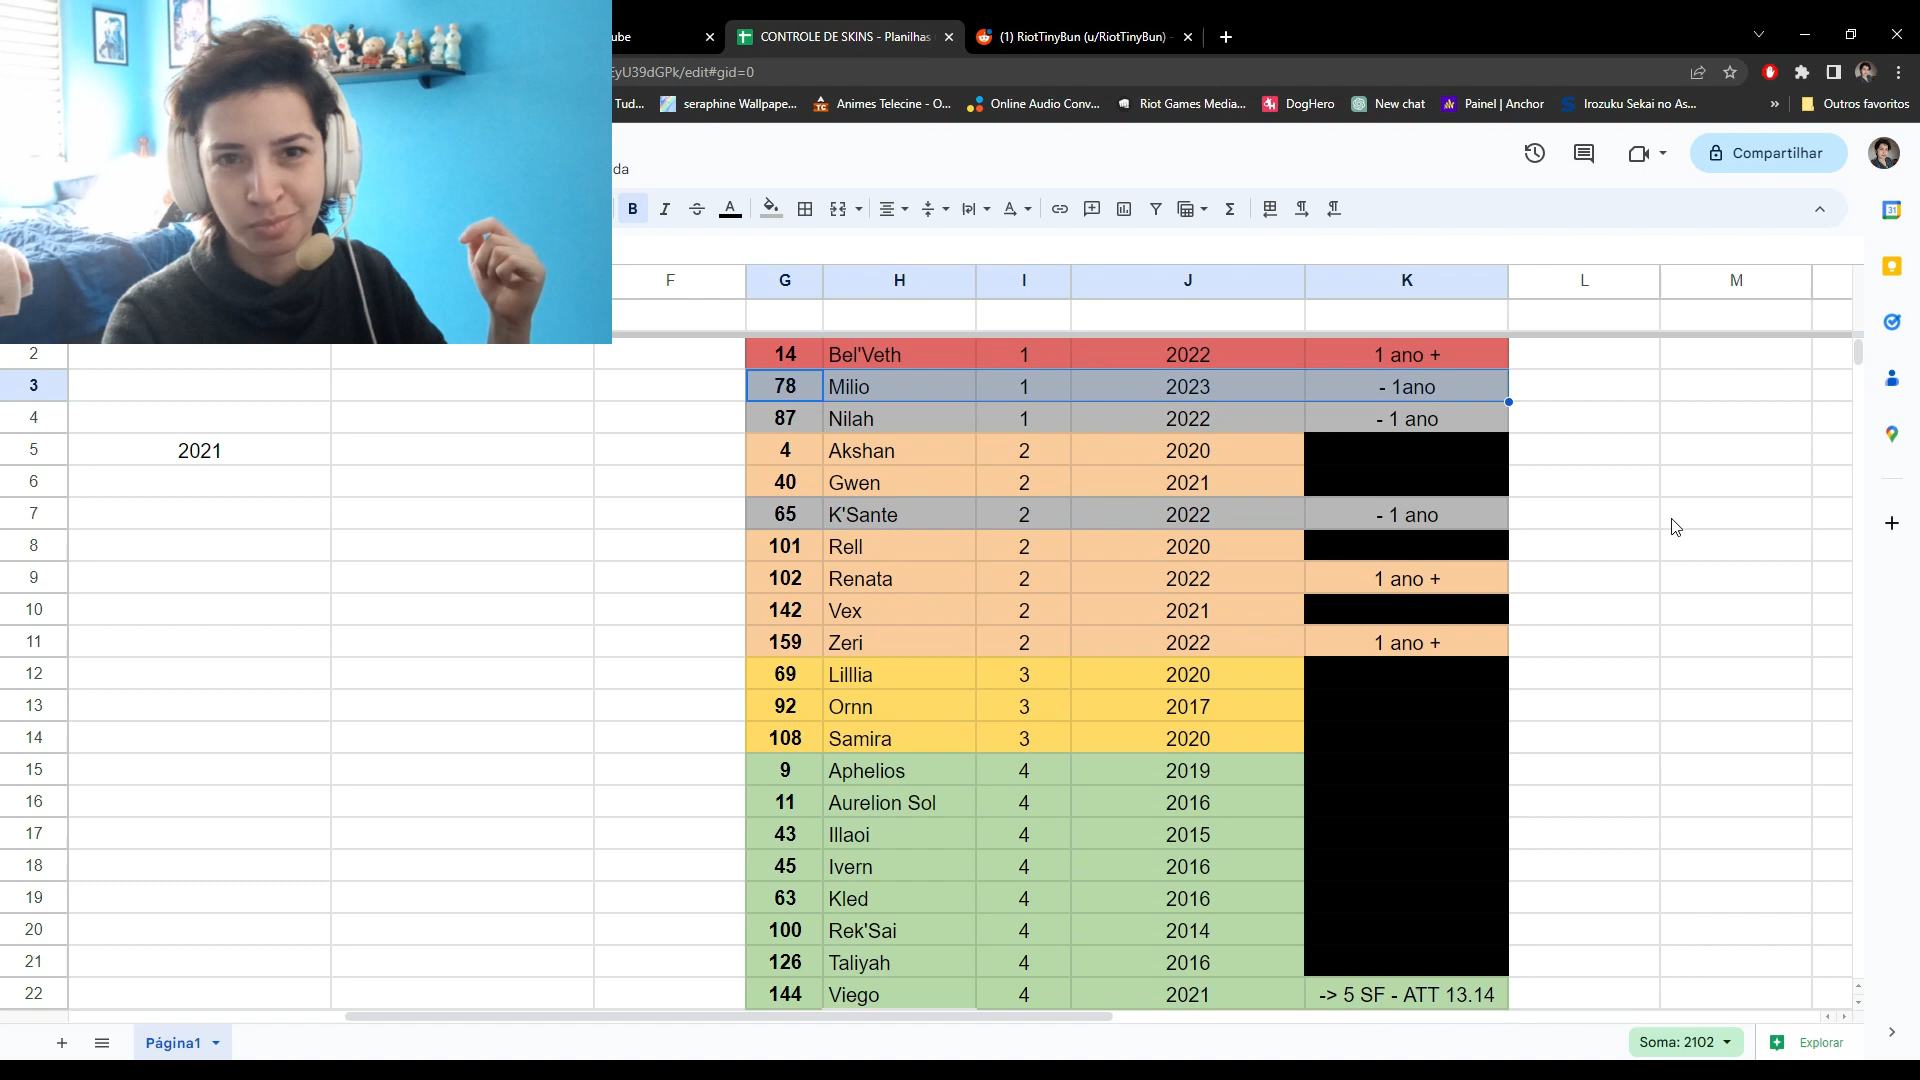 ube
CONTROLE DE SKINS - Planilhas
(1) RiotTinyBun (u/RiotTinyBun) -
EyU39dGPk/edit#gid=0
Tud...
seraphine Wallpape...
Animes Telecine - O...
Online Audio Conv...
Riot Games Media...
DogHero
New chat
Painel | Anchor
Irozuku Sekai no As...
»
Outros favoritos
da
Compartilhar
B I S A
31
F G H I J K L M
2 14 Bel'Veth 1 2022 1 ano +
3 78 Milio 1 2023 - 1ano
4 87 Nilah 1 2022 - 1 ano
5 2021 4 Akshan 2 2020
6 40 Gwen 2 2021
7 65 K'Sante 2 2022 - 1 ano
8 101 Rell 2 2020
9 102 Renata 2 2022 1 ano +
10 142 Vex 2 2021
11 159 Zeri 2 2022 1 ano +
12 69 Lilllia 3 2020
13 92 Ornn 3 2017
14 108 Samira 3 2020
15 9 Aphelios 4 2019
16 11 Aurelion Sol 4 2016
17 43 Illaoi 4 2015
18 45 Ivern 4 2016
19 63 Kled 4 2016
20 100 Rek'Sai 4 2014
21 126 Taliyah 4 2016
22 144 Viego 4 2021 -> 5 SF - ATT 13.14
Página1
Soma: 2102
Explorar